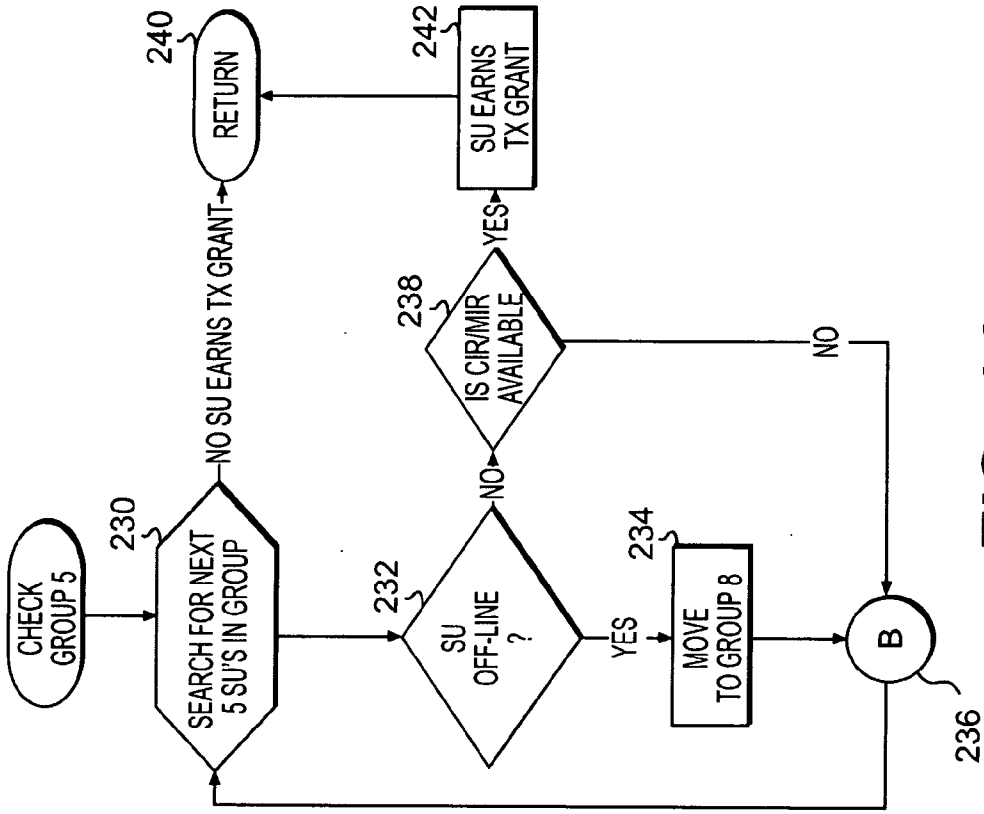 CHECK
GROUP 5
230
SEARCH FOR NEXT
5 SU'S IN GROUP
NO SU EARNS TX GRANT
240
RETURN
232
SU
OFF-LINE
?
NO
238
IS CIR/MIR
AVAILABLE
YES
242
SU EARNS
TX GRANT
YES
234
MOVE
TO GROUP 8
NO
B
236